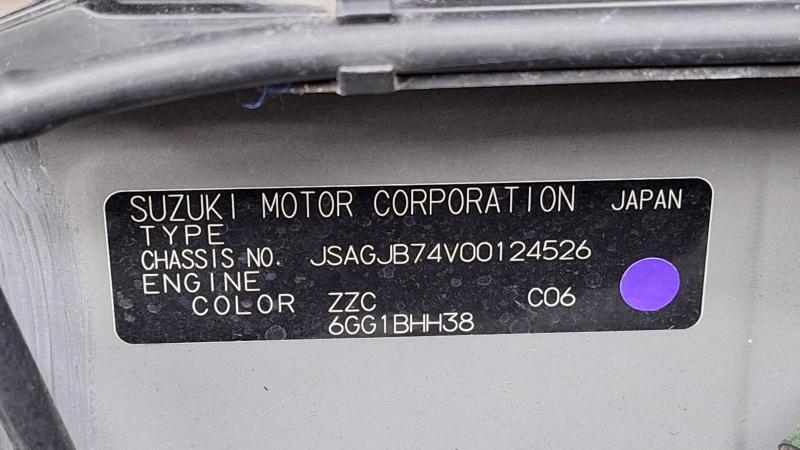 SUZUKI MOTOR CORPORATION JAPAN
TYPE
CHASSIS NO. JSAGJB74V00124526
ENGINE
COLOR ZZC C06
6GG1BHH38